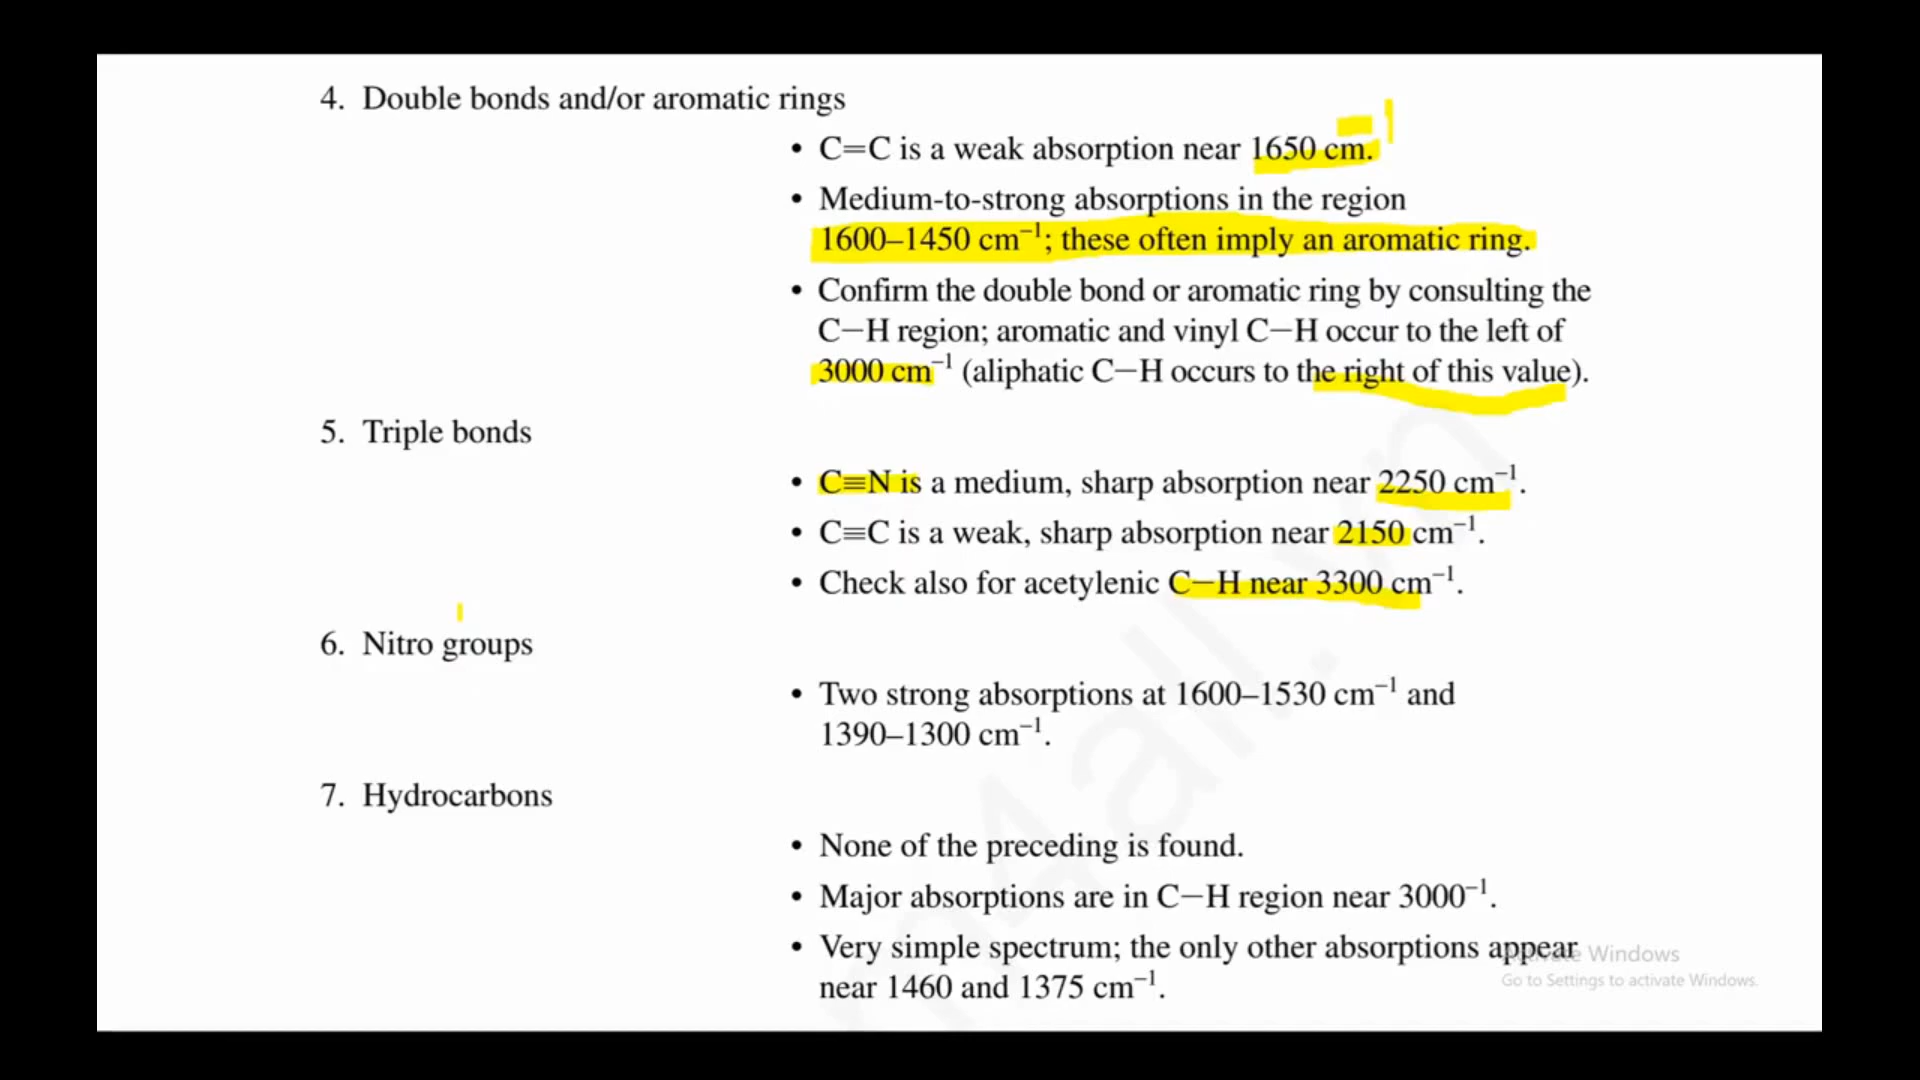 4. Double bonds and/or aromatic rings
• C=C is a weak absorption near 1650 cm.
• Medium-to-strong absorptions in the region
1600–1450 cm⁻¹; these often imply an aromatic ring.
• Confirm the double bond or aromatic ring by consulting the
C−H region; aromatic and vinyl C−H occur to the left of
3000 cm⁻¹ (aliphatic C−H occurs to the right of this value).
5. Triple bonds
• C≡N is a medium, sharp absorption near 2250 cm⁻¹.
• C≡C is a weak, sharp absorption near 2150 cm⁻¹.
• Check also for acetylenic C−H near 3300 cm⁻¹.
6. Nitro groups
• Two strong absorptions at 1600–1530 cm⁻¹ and
1390–1300 cm⁻¹.
7. Hydrocarbons
• None of the preceding is found.
• Major absorptions are in C−H region near 3000⁻¹.
• Very simple spectrum; the only other absorptions appear
near 1460 and 1375 cm⁻¹.
Activate Windows
Go to Settings to activate Windows.